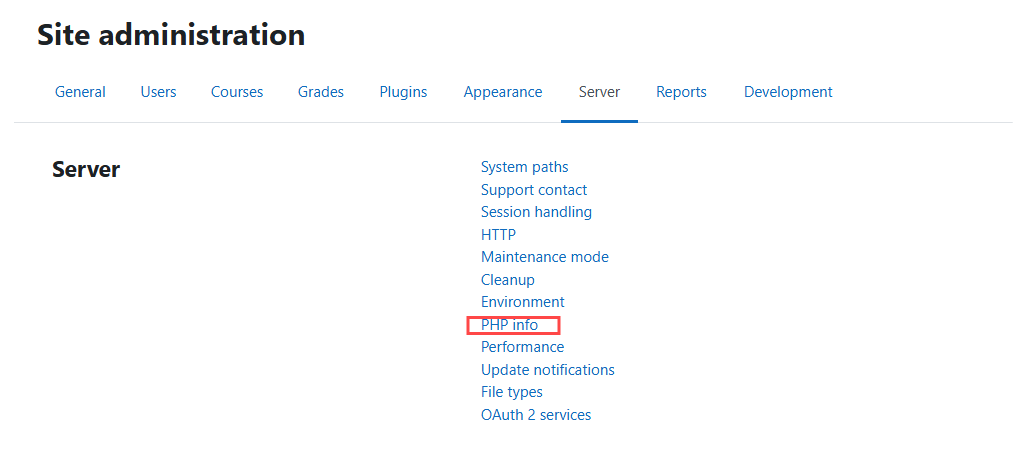 Site administration
General Users Courses Grades Plugins Appearance Server Reports Development
Server
System paths
Support contact
Session handling
HTTP
Maintenance mode
Cleanup
Environment
PHP info
Performance
Update notifications
File types
OAuth 2 services